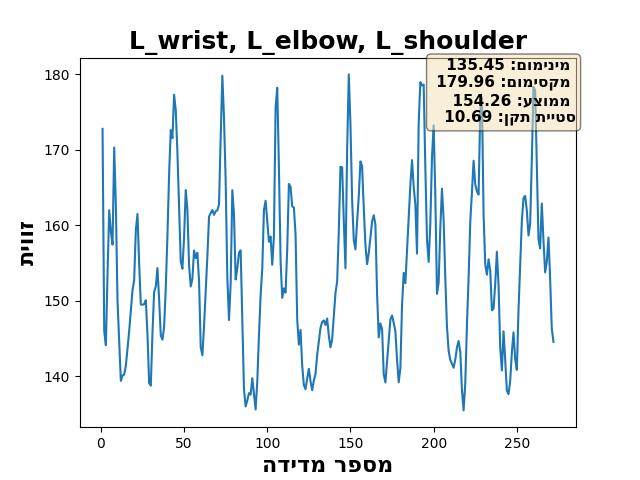 L_wrist, L_elbow, L_shoulder
מינימום: 135.45
מקסימום: 179.96
ממוצע: 154.26
סטיית תקן: 10.69
180
170
160
150
140
זווית
0 50 100 150 200 250
מספר מדידה